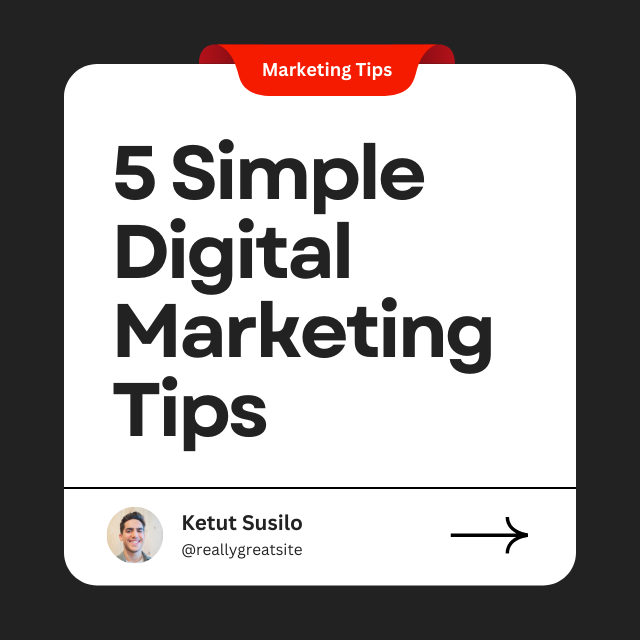 Marketing Tips
5 Simple
Digital
Marketing
Tips
Ketut Susilo
@reallygreatsite